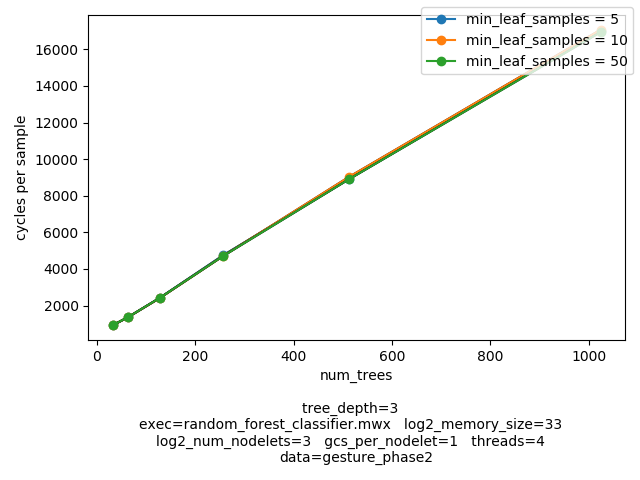 min_leaf_samples = 5
min_leaf_samples = 10
min_leaf_samples = 50
cycles per sample
16000
14000
12000
10000
8000
6000
4000
2000
0 200 400 600 800 1000
num_trees
tree_depth=3
exec=random_forest_classifier.mwx log2_memory_size=33
log2_num_nodelets=3 gcs_per_nodelet=1 threads=4
data=gesture_phase2